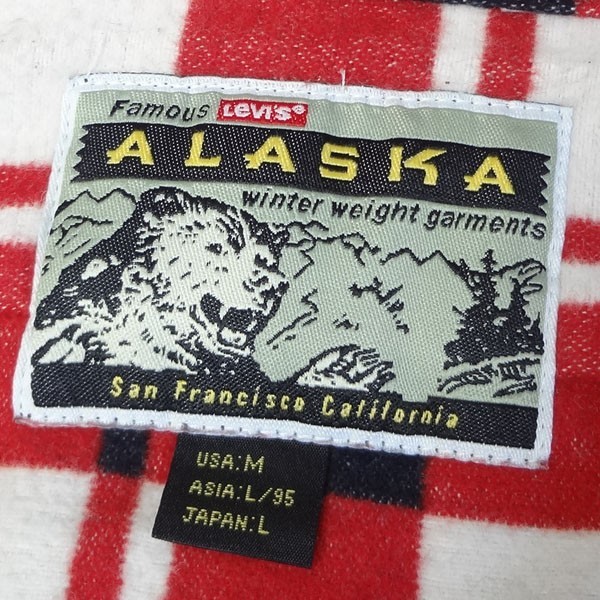 Famous Levi's®
ALASKA
winter weight garments
San Francisco California
USA:M
ASIA:L/95
JAPAN:L